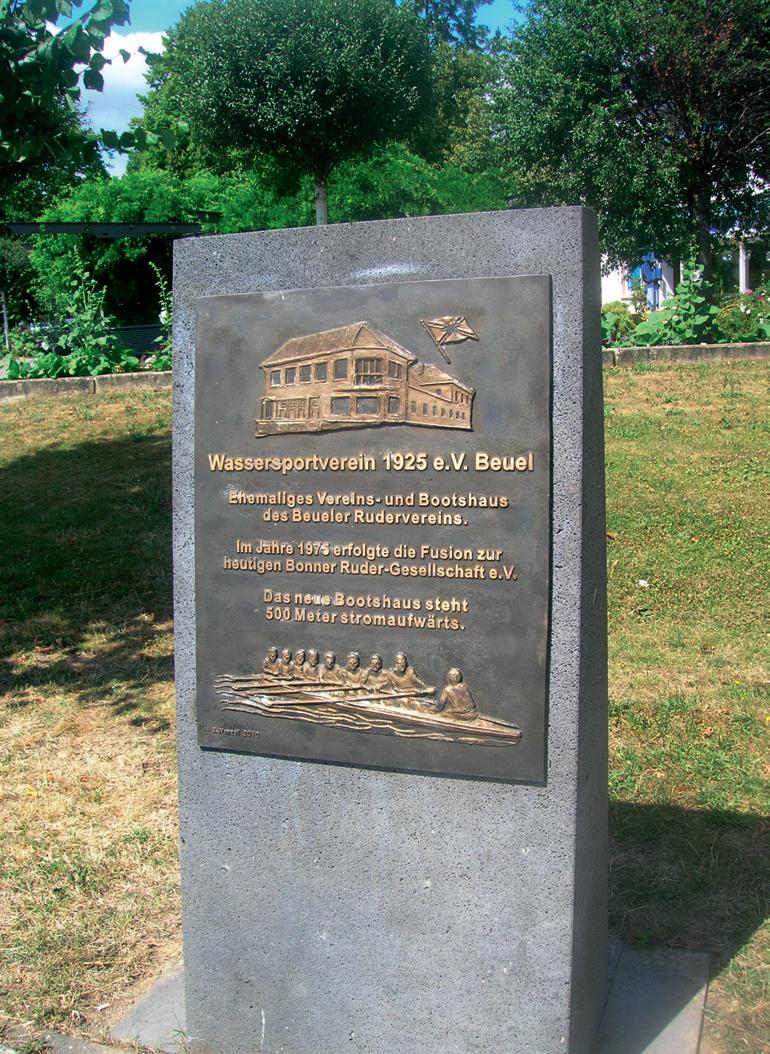 Wassersportverein 1925 e.V. Beuel
Ehemaliges Vereins- und Bootshaus
des Beueler Rudervereins.
Im Jahre 1975 erfolgte die Fusion zur
heutigen Bonner Ruder-Gesellschaft e.V.
Das neue Bootshaus steht
500 Meter stromaufwärts.
2010